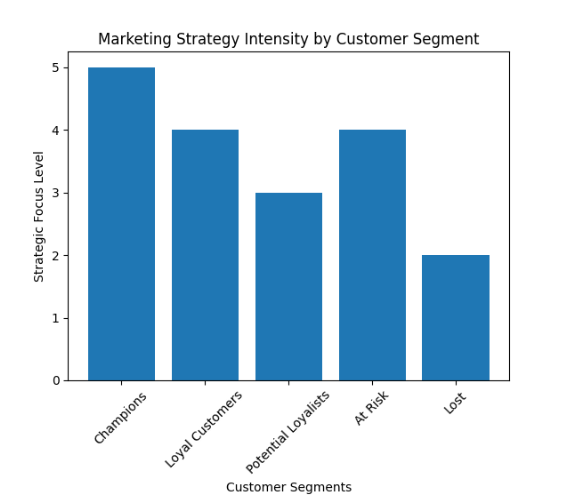 Marketing Strategy Intensity by Customer Segment
Strategic Focus Level
5
4
3
2
1
0
Champions
Loyal Customers
Potential Loyalists
At Risk
Lost
Customer Segments